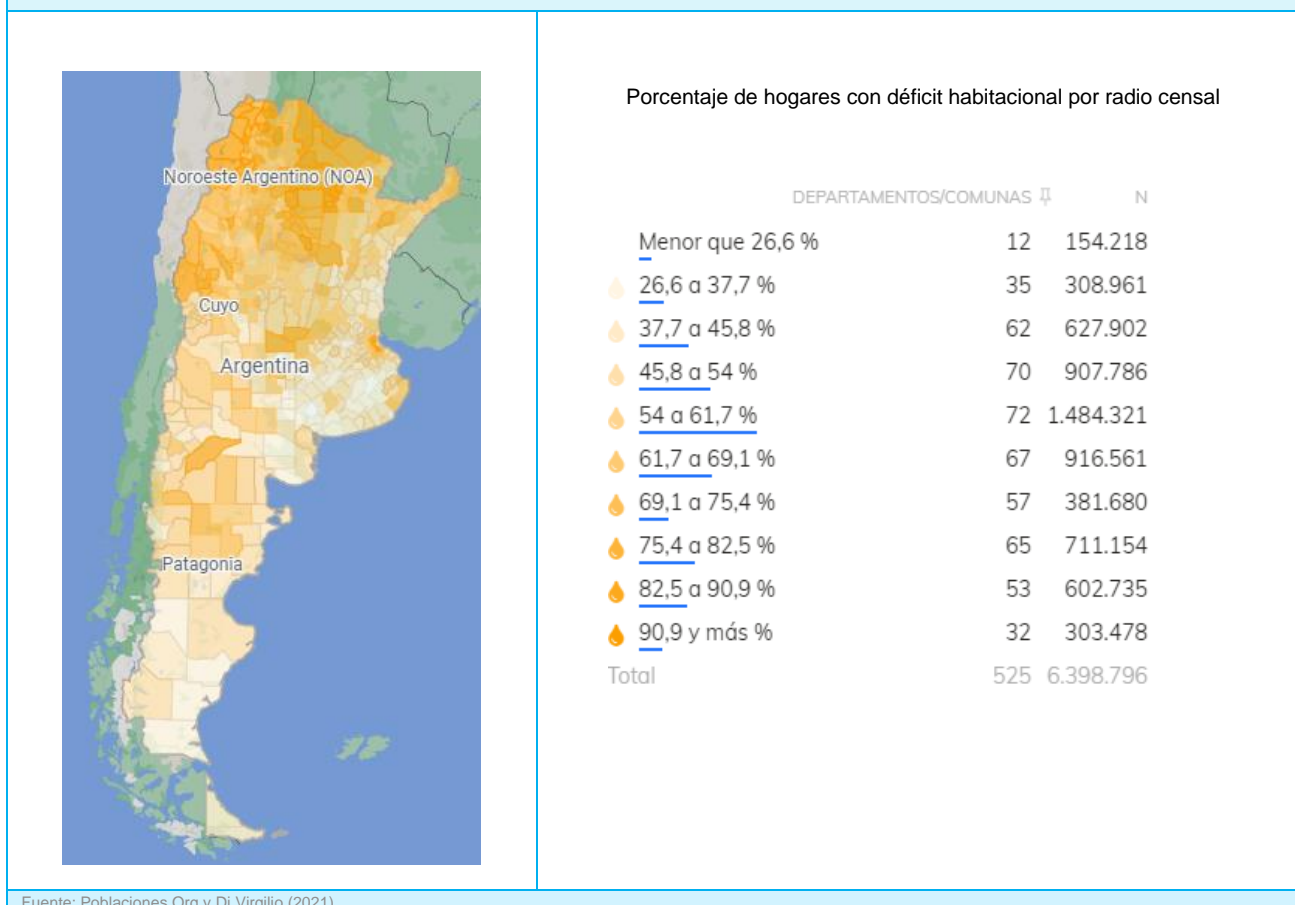 Noroeste Argentino (NOA)
Cuyo
Argentina
Patagonia
Porcentaje de hogares con déficit habitacional por radio censal
DEPARTAMENTOS/COMUNAS N
Menor que 26,6 % 12 154.218
26,6 a 37,7 % 35 308.961
37,7 a 45,8 % 62 627.902
45,8 a 54 % 70 907.786
54 a 61,7 % 72 1.484.321
61,7 a 69,1 % 67 916.561
69,1 a 75,4 % 57 381.680
75,4 a 82,5 % 65 711.154
82,5 a 90,9 % 53 602.735
90,9 y más % 32 303.478
Total 525 6.398.796
Fuente: Poblaciones Org y Di Virgilio (2021)